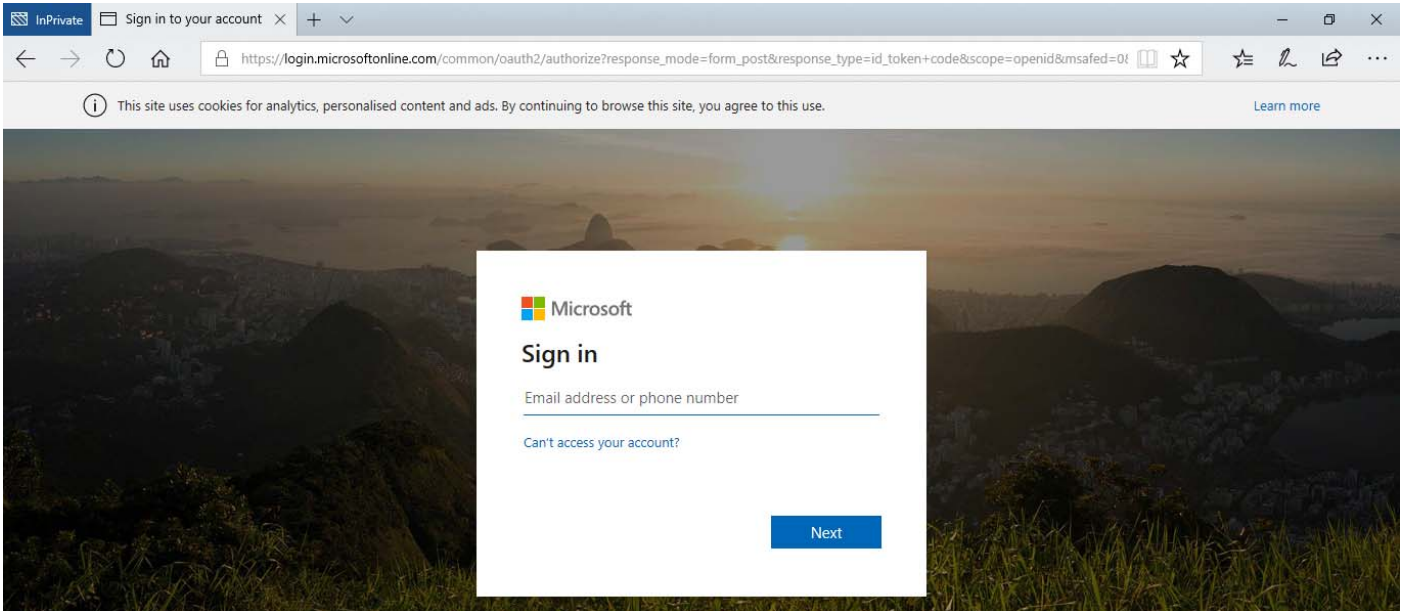 InPrivate Sign in to your account
https://login.microsoftonline.com/common/oauth2/authorize?response_mode=form_post&response_type=id_token+code&scope=openid&msafed=0&
This site uses cookies for analytics, personalised content and ads. By continuing to browse this site, you agree to this use. Learn more
Microsoft
Sign in
Email address or phone number
Can't access your account?
Next